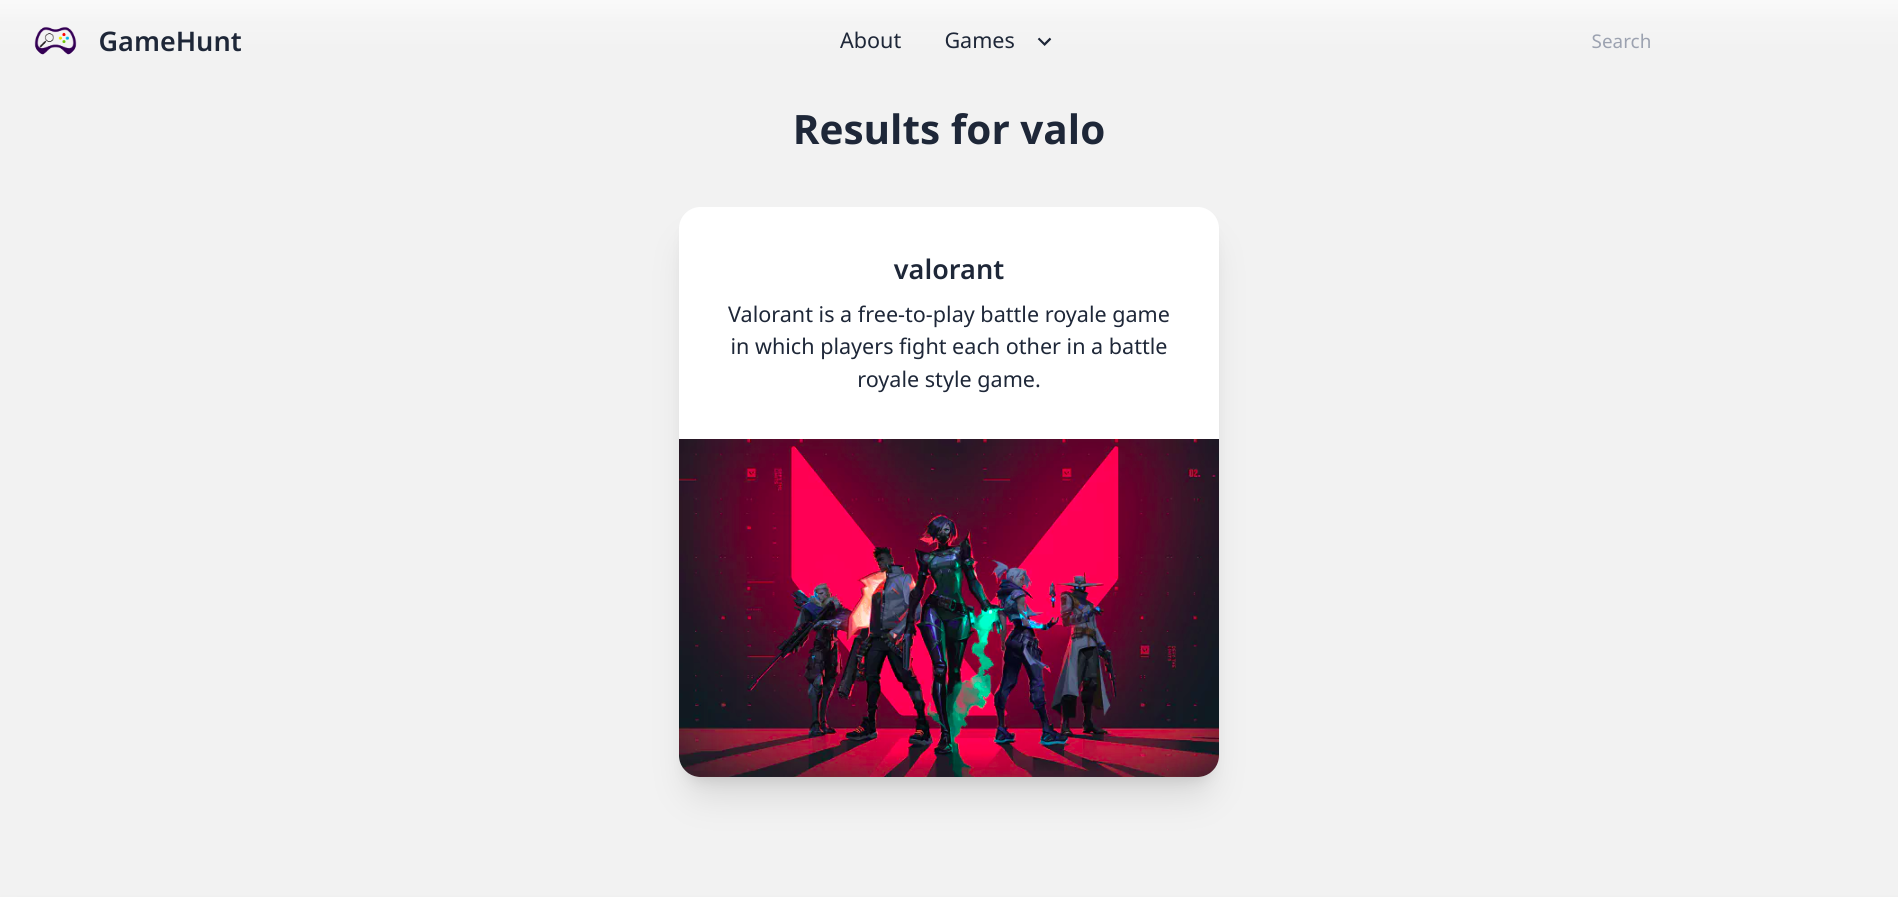 GameHunt
About
Games
Search
Results for valo
valorant
Valorant is a free-to-play battle royale game
in which players fight each other in a battle
royale style game.
02.